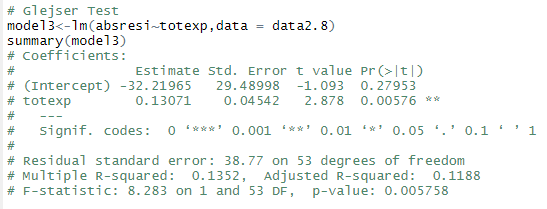 # Glejser Test
model3<-lm(absresi~totexp,data = data2.8)
summary(model3)
# Coefficients:
#             Estimate Std. Error t value Pr(>|t|)
# (Intercept) -32.21965   29.48998  -1.093  0.27953
# totexp        0.13071    0.04542   2.878  0.00576 **
#   ---
#   Signif. codes:  0 ‘***’ 0.001 ‘**’ 0.01 ‘*’ 0.05 ‘.’ 0.1 ‘ ’ 1
#
# Residual standard error: 38.77 on 53 degrees of freedom
# Multiple R-squared:  0.1352,  Adjusted R-squared:  0.1188
# F-statistic: 8.283 on 1 and 53 DF,  p-value: 0.005758